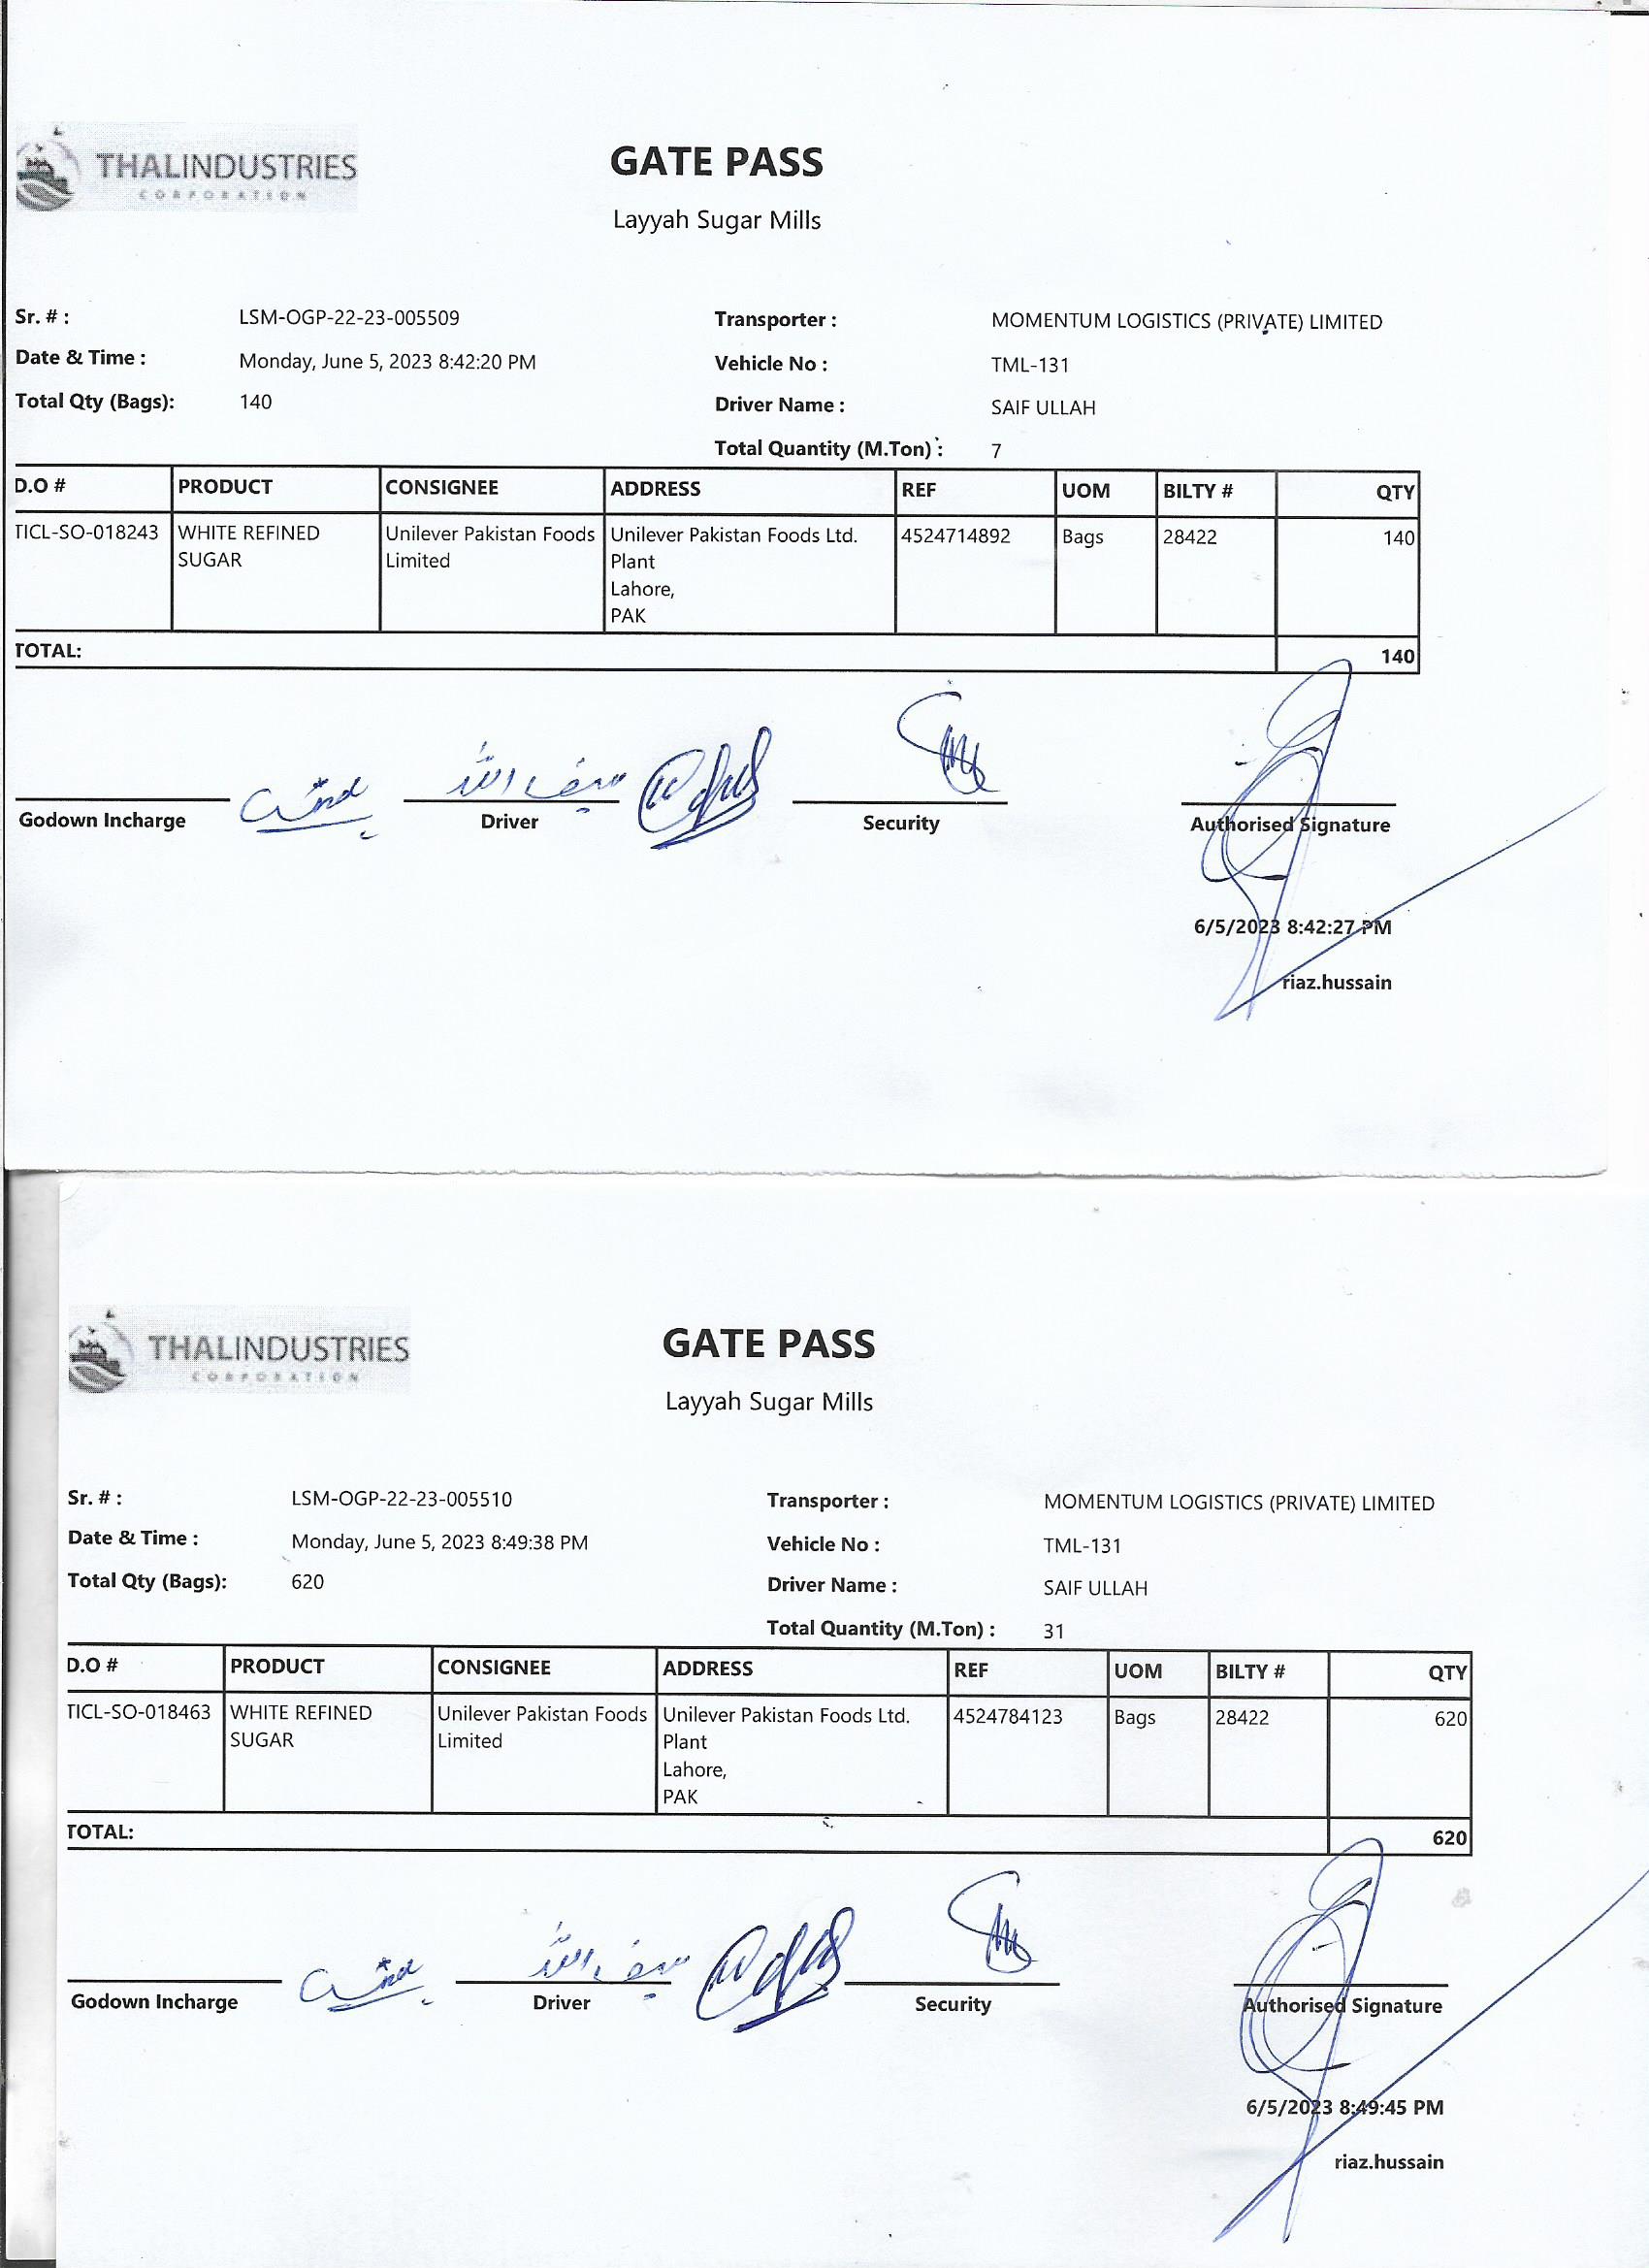 THALINDUSTRIES
CORPORATION
GATE PASS
Layyah Sugar Mills
Sr. # : LSM-OGP-22-23-005509 Transporter : MOMENTUM LOGISTICS (PRIVATE) LIMITED
Date & Time : Monday, June 5, 2023 8:42:20 PM Vehicle No : TML-131
Total Qty (Bags): 140 Driver Name : SAIF ULLAH
Total Quantity (M.Ton) : 7
D.O # PRODUCT CONSIGNEE ADDRESS REF UOM BILTY # QTY
TICL-SO-018243 WHITE REFINED Unilever Pakistan Foods Unilever Pakistan Foods Ltd. 4524714892 Bags 28422 140
SUGAR Limited Plant
Lahore,
PAK
TOTAL: 140
سیف اللہ
Godown Incharge Driver Security Authorised Signature
6/5/2023 8:42:27 PM
riaz.hussain
THALINDUSTRIES
CORPORATION
GATE PASS
Layyah Sugar Mills
Sr. # : LSM-OGP-22-23-005510 Transporter : MOMENTUM LOGISTICS (PRIVATE) LIMITED
Date & Time : Monday, June 5, 2023 8:49:38 PM Vehicle No : TML-131
Total Qty (Bags): 620 Driver Name : SAIF ULLAH
Total Quantity (M.Ton) : 31
D.O # PRODUCT CONSIGNEE ADDRESS REF UOM BILTY # QTY
TICL-SO-018463 WHITE REFINED Unilever Pakistan Foods Unilever Pakistan Foods Ltd. 4524784123 Bags 28422 620
SUGAR Limited Plant
Lahore,
PAK
TOTAL: 620
سیف اللہ
Godown Incharge Driver Security Authorised Signature
6/5/2023 8:49:45 PM
riaz.hussain